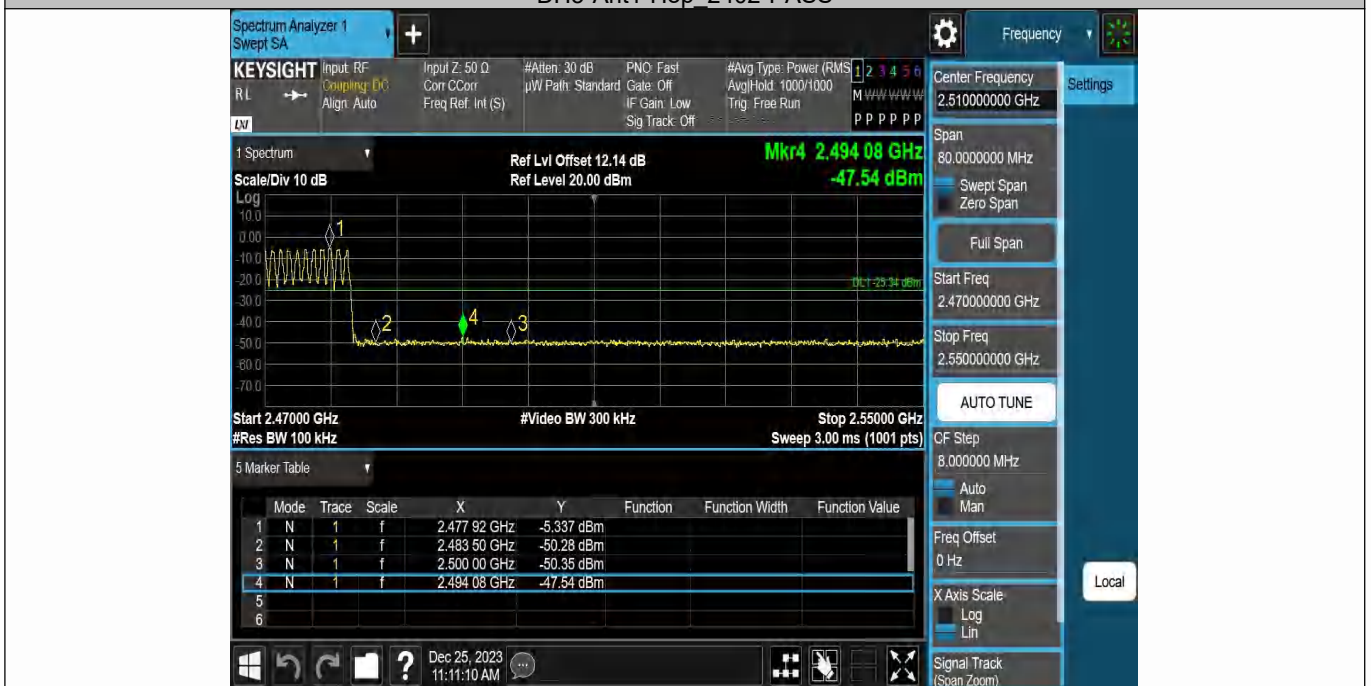 Spectrum Analyzer 1
Swept SA
+
Frequency
KEYSIGHT
RL
LXI
Input: RF
Coupling: DC
Align: Auto
Input Z: 50 Ω
Corr CCorr
Freq Ref: Int (S)
#Atten: 30 dB
µW Path: Standard
PNO: Fast
Gate: Off
IF Gain: Low
Sig Track: Off
#Avg Type: Power (RMS
Avg|Hold: 1000/1000
Trig: Free Run
1 2 3 4 5 6
M W W W W W
P P P P P P
1 Spectrum
Scale/Div 10 dB
Ref Lvl Offset 12.14 dB
Ref Level 20.00 dBm
Mkr4 2.494 08 GHz
-47.54 dBm
Log
10.0
0.00
-10.0
-20.0
-30.0
-40.0
-50.0
-60.0
-70.0
1
2
4
3
DL1 -25.34 dBm
Start 2.47000 GHz
#Res BW 100 kHz
#Video BW 300 kHz
Stop 2.55000 GHz
Sweep 3.00 ms (1001 pts)
5 Marker Table
Mode Trace Scale X Y Function Function Width Function Value
1 N 1 f 2.477 92 GHz -5.337 dBm
2 N 1 f 2.483 50 GHz -50.28 dBm
3 N 1 f 2.500 00 GHz -50.35 dBm
4 N 1 f 2.494 08 GHz -47.54 dBm
5
6
?
Dec 25, 2023
11:11:10 AM
Center Frequency
2.510000000 GHz
Settings
Span
80.0000000 MHz
Swept Span
Zero Span
Full Span
Start Freq
2.470000000 GHz
Stop Freq
2.550000000 GHz
AUTO TUNE
CF Step
8.000000 MHz
Auto
Man
Freq Offset
0 Hz
X Axis Scale
Log
Lin
Local
Signal Track
(Span Zoom)